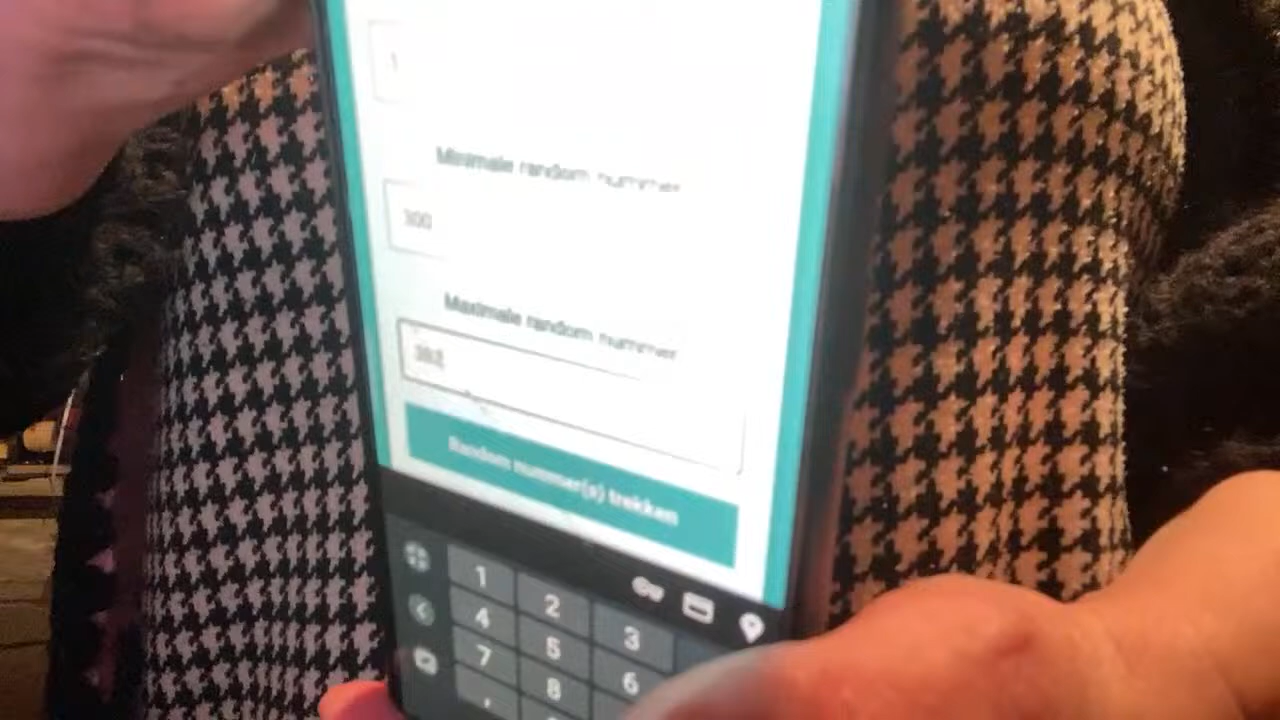 1
Minimale random nummer
300
Maximale random nummer
Random nummer(s) trekken
1 2 3
4 5 6
7 8
,